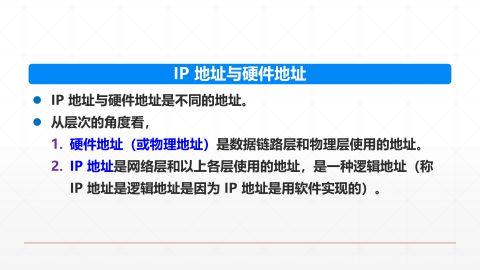 IP 地址与硬件地址
IP 地址与硬件地址是不同的地址。
从层次的角度看，
1. 硬件地址（或物理地址）是数据链路层和物理层使用的地址。
2. IP 地址是网络层和以上各层使用的地址，是一种逻辑地址（称
IP 地址是逻辑地址是因为 IP 地址是用软件实现的）。